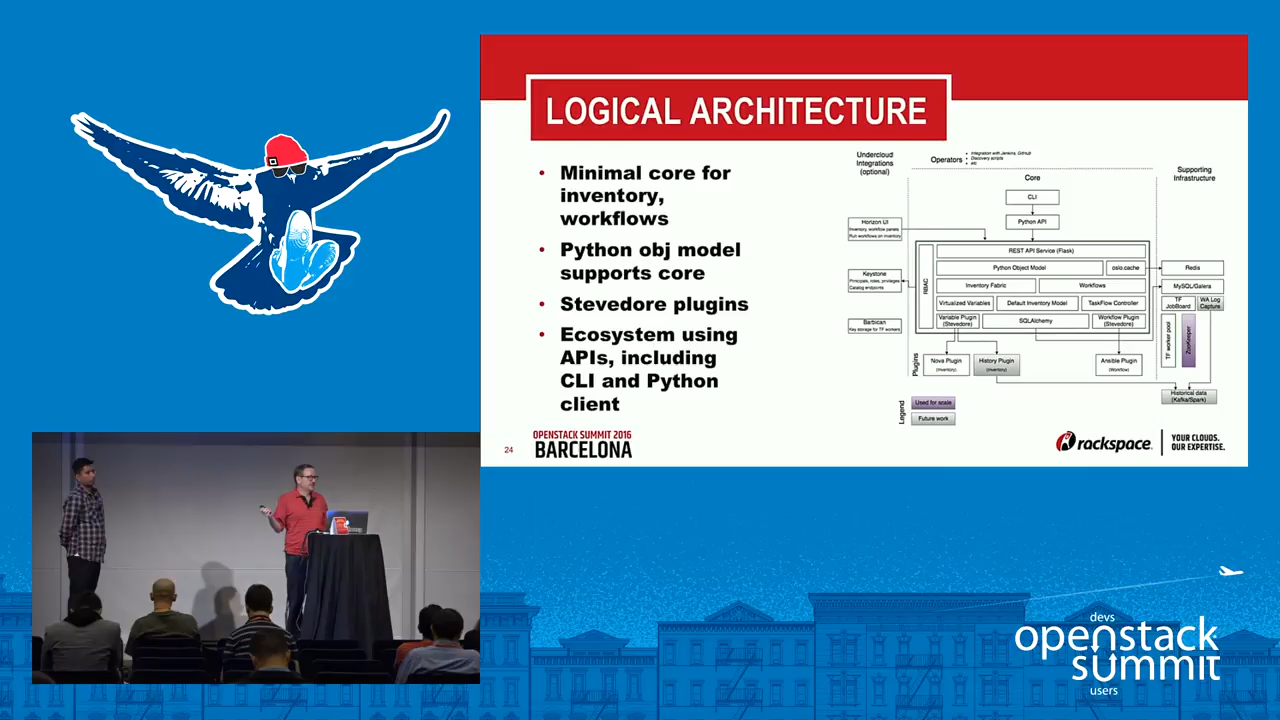 LOGICAL ARCHITECTURE
• Minimal core for
inventory,
workflows
• Python obj model
supports core
• Stevedore plugins
• Ecosystem using
APIs, including
CLI and Python
client
Undercloud
Integrations
(optional)
Operators
• Integration with Jenkins, GitHub
• Discovery scripts
• etc
Core
Supporting
Infrastructure
CLI
Python API
Horizon UI
Inventory, workflow panels
Run workflows on inventory
REST API Service (Flask)
RBAC
Python Object Model
oslo.cache
Redis
Keystone
Principals, roles, privileges
Catalog endpoints
Inventory Fabric
Workflows
MySQL/Galera
Virtualized Variables
Default Inventory Model
TaskFlow Controller
TF
JobBoard
WA Log
Capture
Barbican
Key storage for TF workers
Variable Plugin
(Stevedore)
SQLAlchemy
Workflow Plugin
(Stevedore)
TF worker pool
ZooKeeper
Plugins
Nova Plugin
(Inventory)
History Plugin
(Inventory)
Ansible Plugin
(Workflow)
Historical data
(Kafka/Spark)
Legend
Used for scale
Future work
24
OPENSTACK SUMMIT 2016
BARCELONA
rackspace
YOUR CLOUDS.
OUR EXPERTISE.
devs
openstack
summit
users